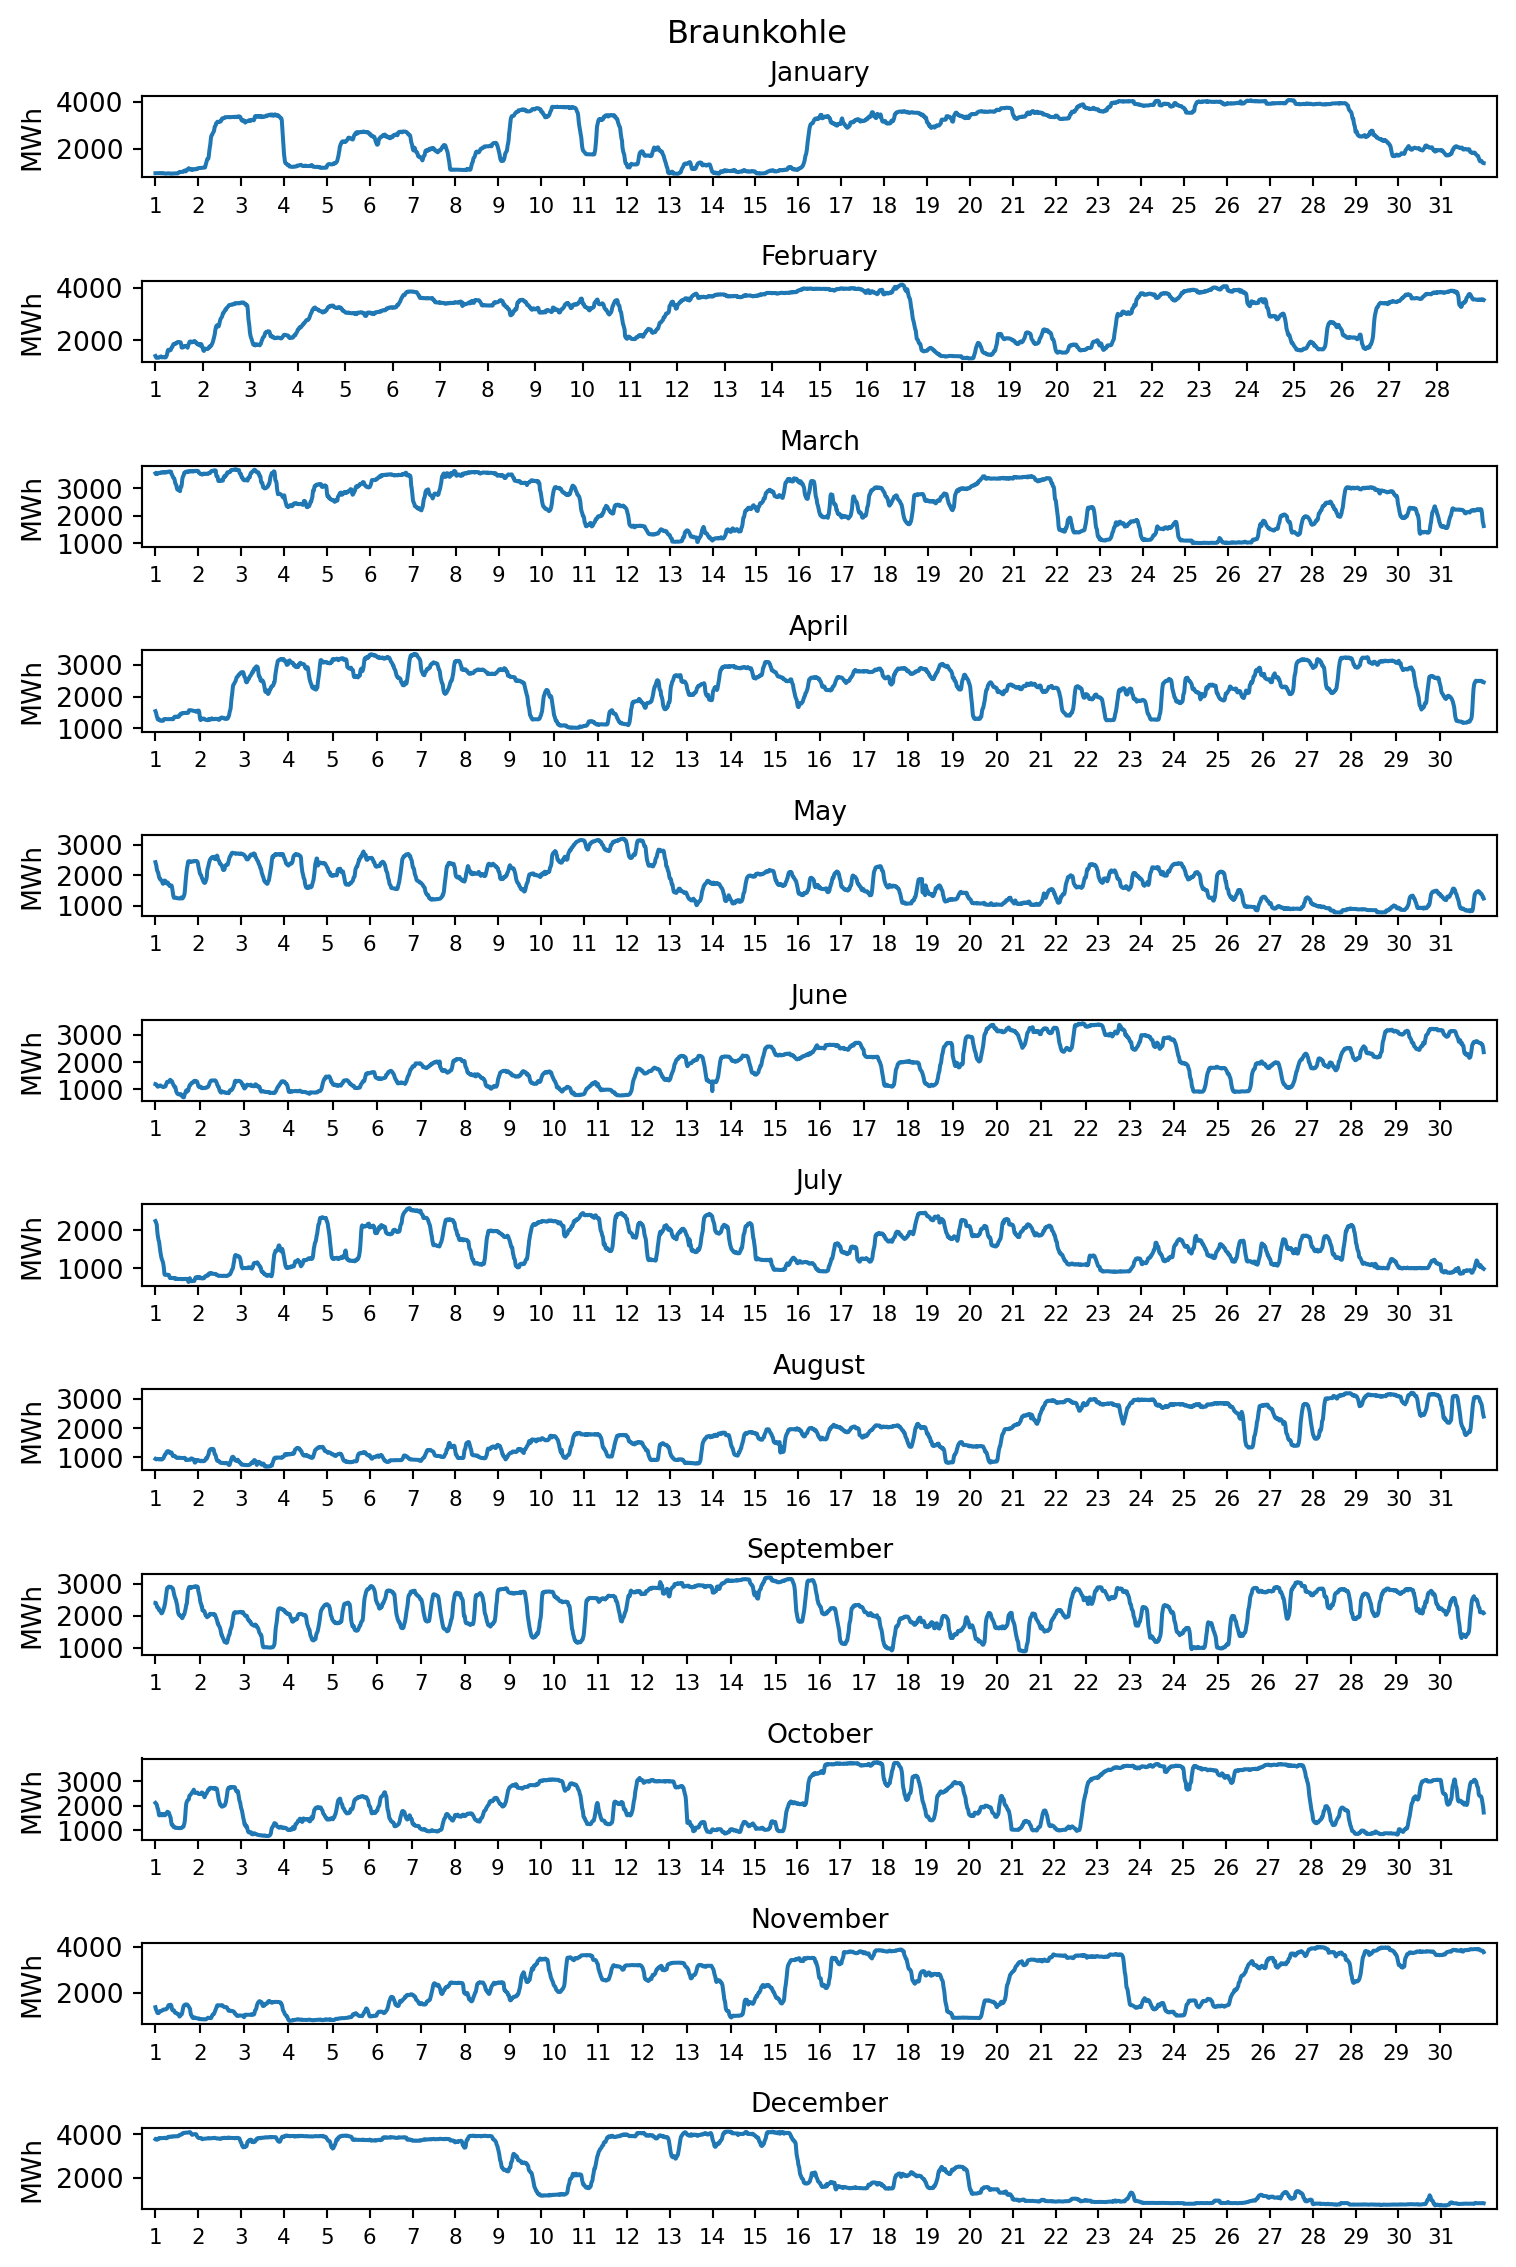 Braunkohle
January
MWh
4000
2000
1 2 3 4 5 6 7 8 9 10 11 12 13 14 15 16 17 18 19 20 21 22 23 24 25 26 27 28 29 30 31
February
MWh
4000
2000
1 2 3 4 5 6 7 8 9 10 11 12 13 14 15 16 17 18 19 20 21 22 23 24 25 26 27 28
March
MWh
3000
2000
1000
1 2 3 4 5 6 7 8 9 10 11 12 13 14 15 16 17 18 19 20 21 22 23 24 25 26 27 28 29 30 31
April
MWh
3000
2000
1000
1 2 3 4 5 6 7 8 9 10 11 12 13 14 15 16 17 18 19 20 21 22 23 24 25 26 27 28 29 30
May
MWh
3000
2000
1000
1 2 3 4 5 6 7 8 9 10 11 12 13 14 15 16 17 18 19 20 21 22 23 24 25 26 27 28 29 30 31
June
MWh
3000
2000
1000
1 2 3 4 5 6 7 8 9 10 11 12 13 14 15 16 17 18 19 20 21 22 23 24 25 26 27 28 29 30
July
MWh
2000
1000
1 2 3 4 5 6 7 8 9 10 11 12 13 14 15 16 17 18 19 20 21 22 23 24 25 26 27 28 29 30 31
August
MWh
3000
2000
1000
1 2 3 4 5 6 7 8 9 10 11 12 13 14 15 16 17 18 19 20 21 22 23 24 25 26 27 28 29 30 31
September
MWh
3000
2000
1000
1 2 3 4 5 6 7 8 9 10 11 12 13 14 15 16 17 18 19 20 21 22 23 24 25 26 27 28 29 30
October
MWh
3000
2000
1000
1 2 3 4 5 6 7 8 9 10 11 12 13 14 15 16 17 18 19 20 21 22 23 24 25 26 27 28 29 30 31
November
MWh
4000
2000
1 2 3 4 5 6 7 8 9 10 11 12 13 14 15 16 17 18 19 20 21 22 23 24 25 26 27 28 29 30
December
MWh
4000
2000
1 2 3 4 5 6 7 8 9 10 11 12 13 14 15 16 17 18 19 20 21 22 23 24 25 26 27 28 29 30 31